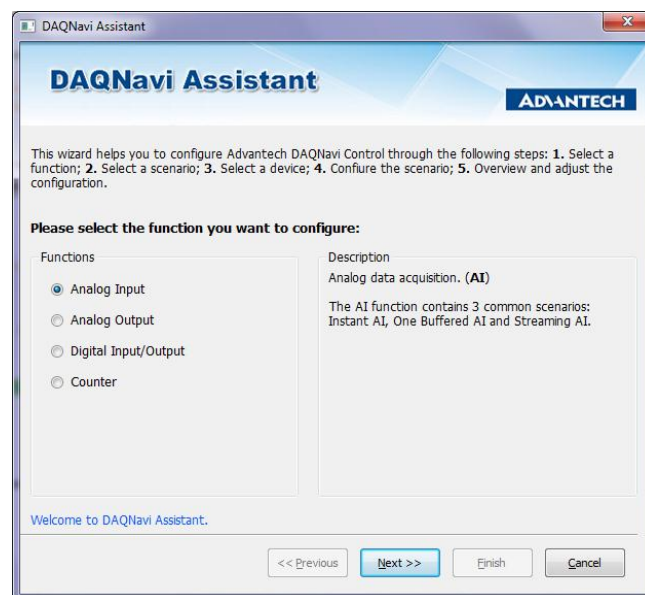 DAQNavi Assistant
DAQNavi Assistant
ADVANTECH
This wizard helps you to configure Advantech DAQNavi Control through the following steps: 1. Select a
function; 2. Select a scenario; 3. Select a device; 4. Confiure the scenario; 5. Overview and adjust the
configuration.
Please select the function you want to configure:
Functions
Analog Input
Analog Output
Digital Input/Output
Counter
Description
Analog data acquisition. (AI)
The AI function contains 3 common scenarios:
Instant AI, One Buffered AI and Streaming AI.
Welcome to DAQNavi Assistant.
<< Previous
Next >>
Finish
Cancel